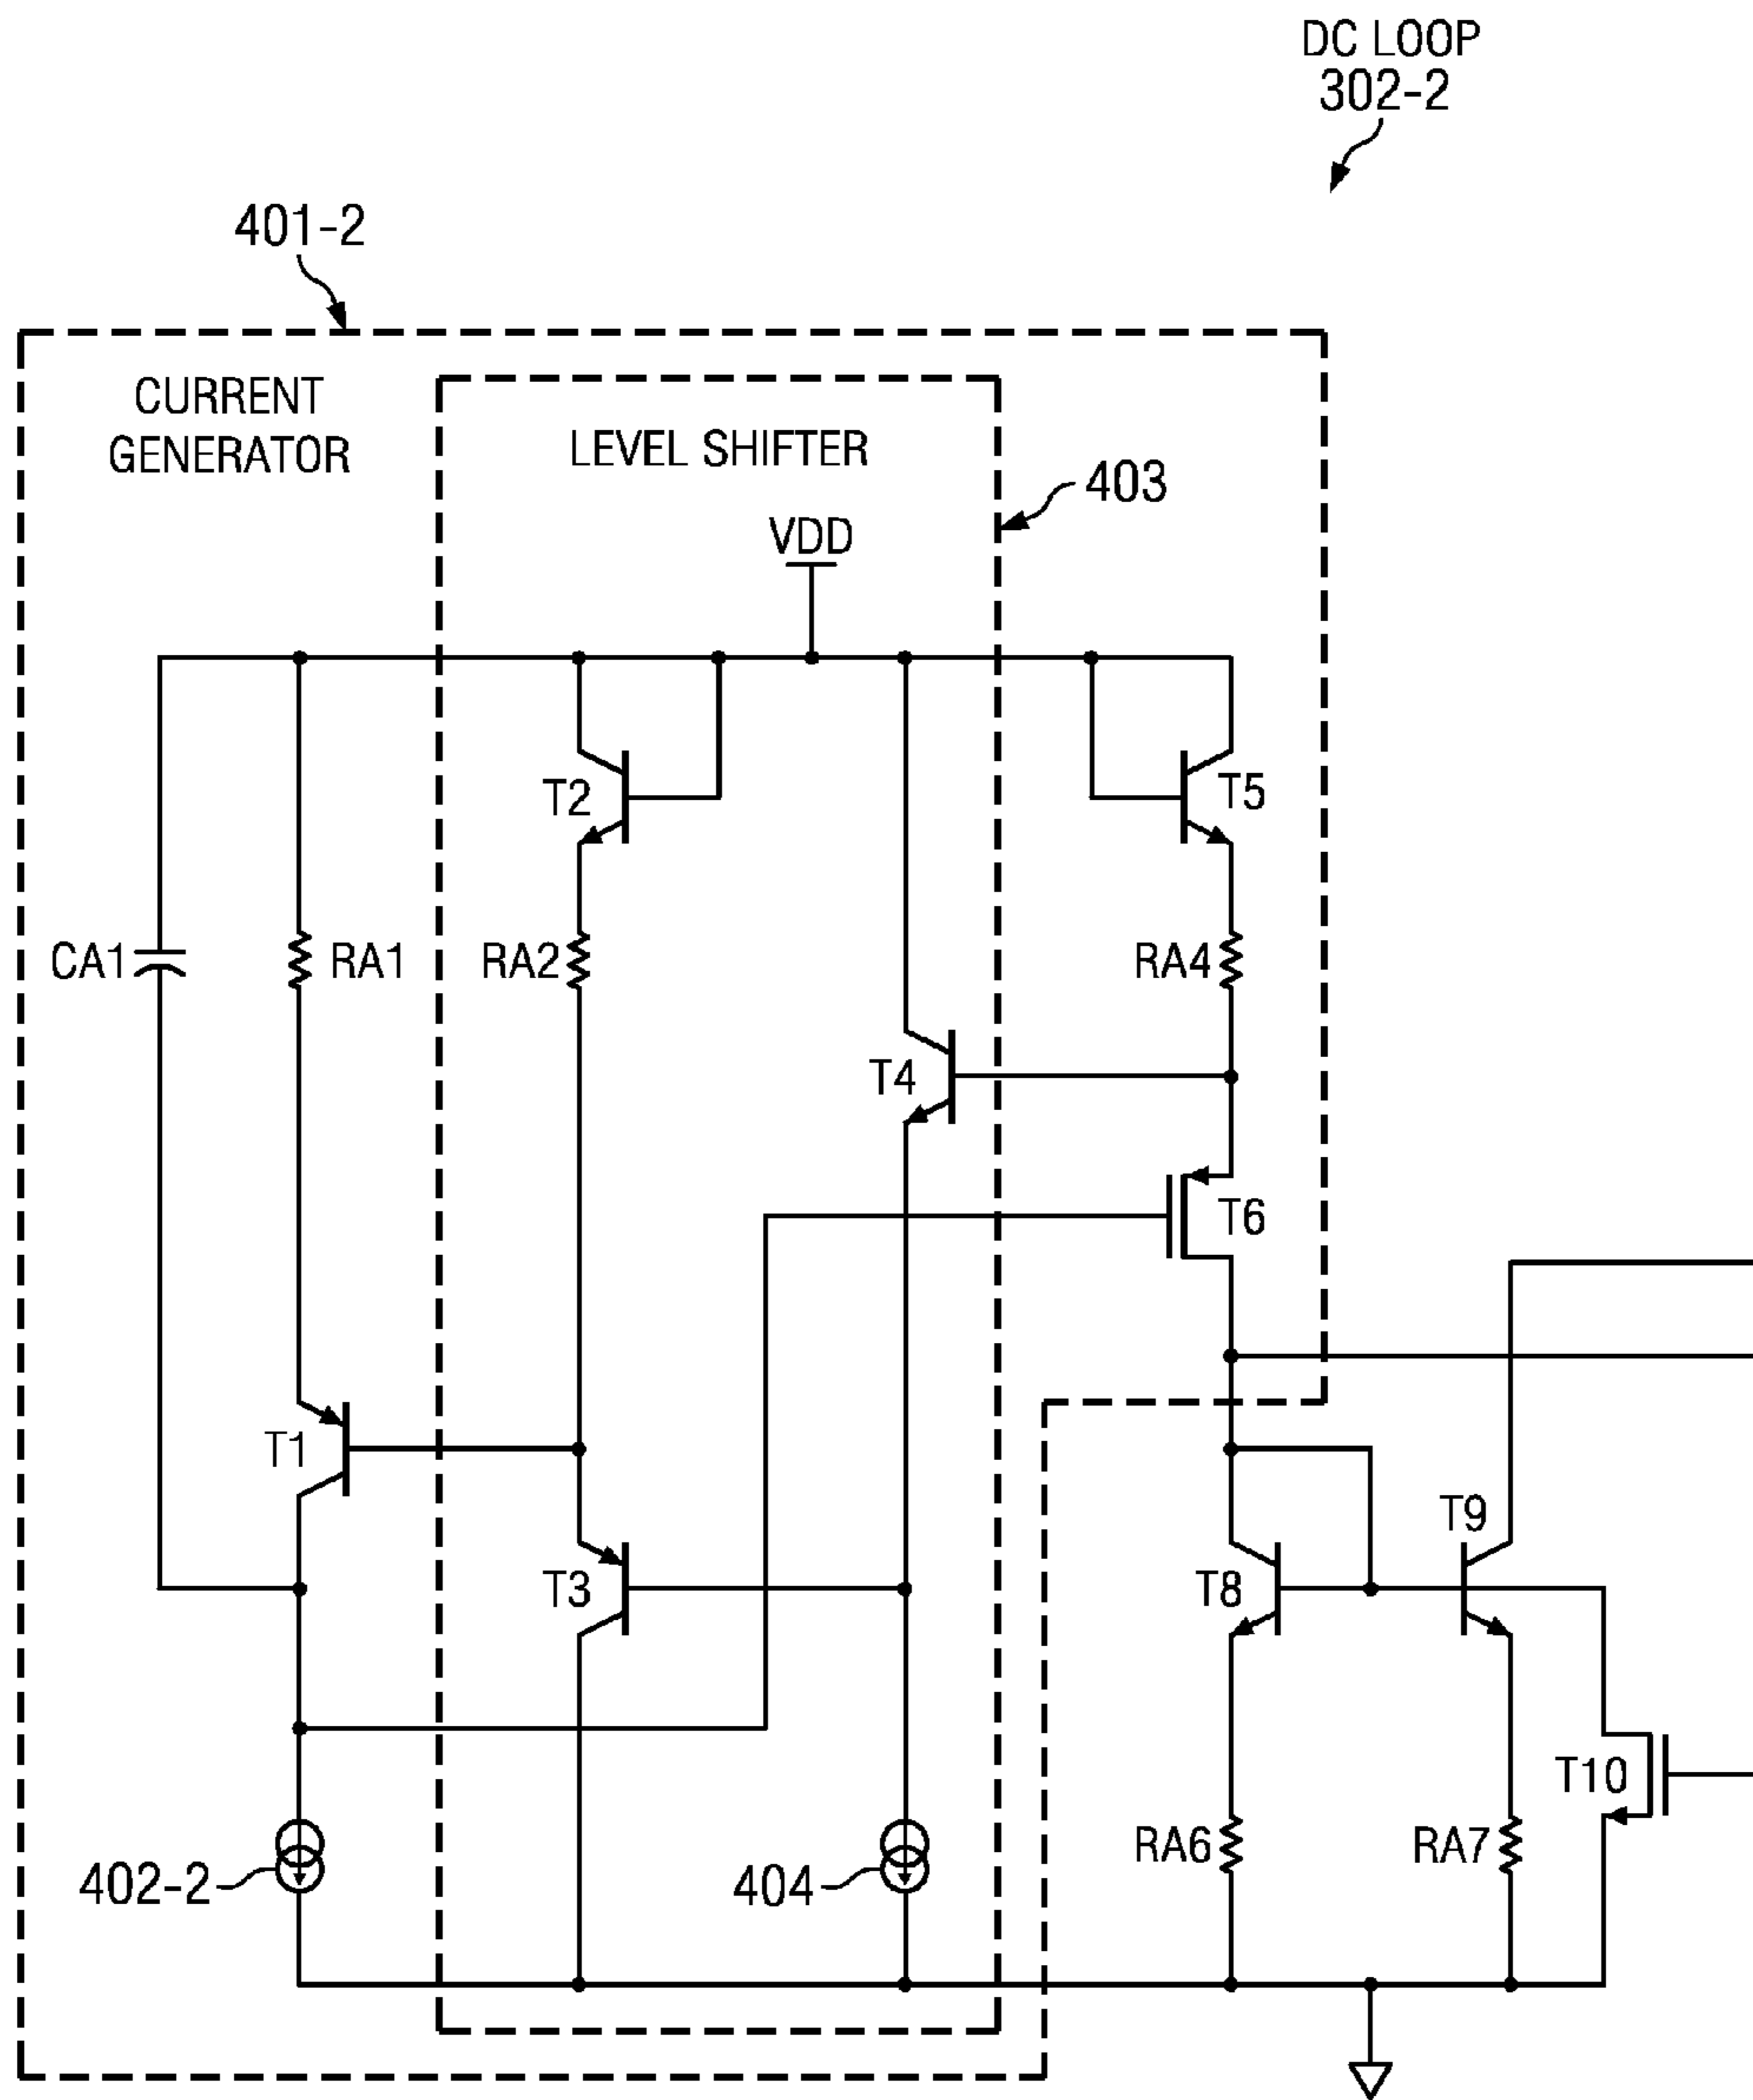 DC LOOP
302-2
401-2
CURRENT
GENERATOR
LEVEL SHIFTER
403
VDD
T2
T5
CA1
RA1
RA2
RA4
T4
T6
T1
T9
T3
T8
T10
RA6
RA7
402-2
404